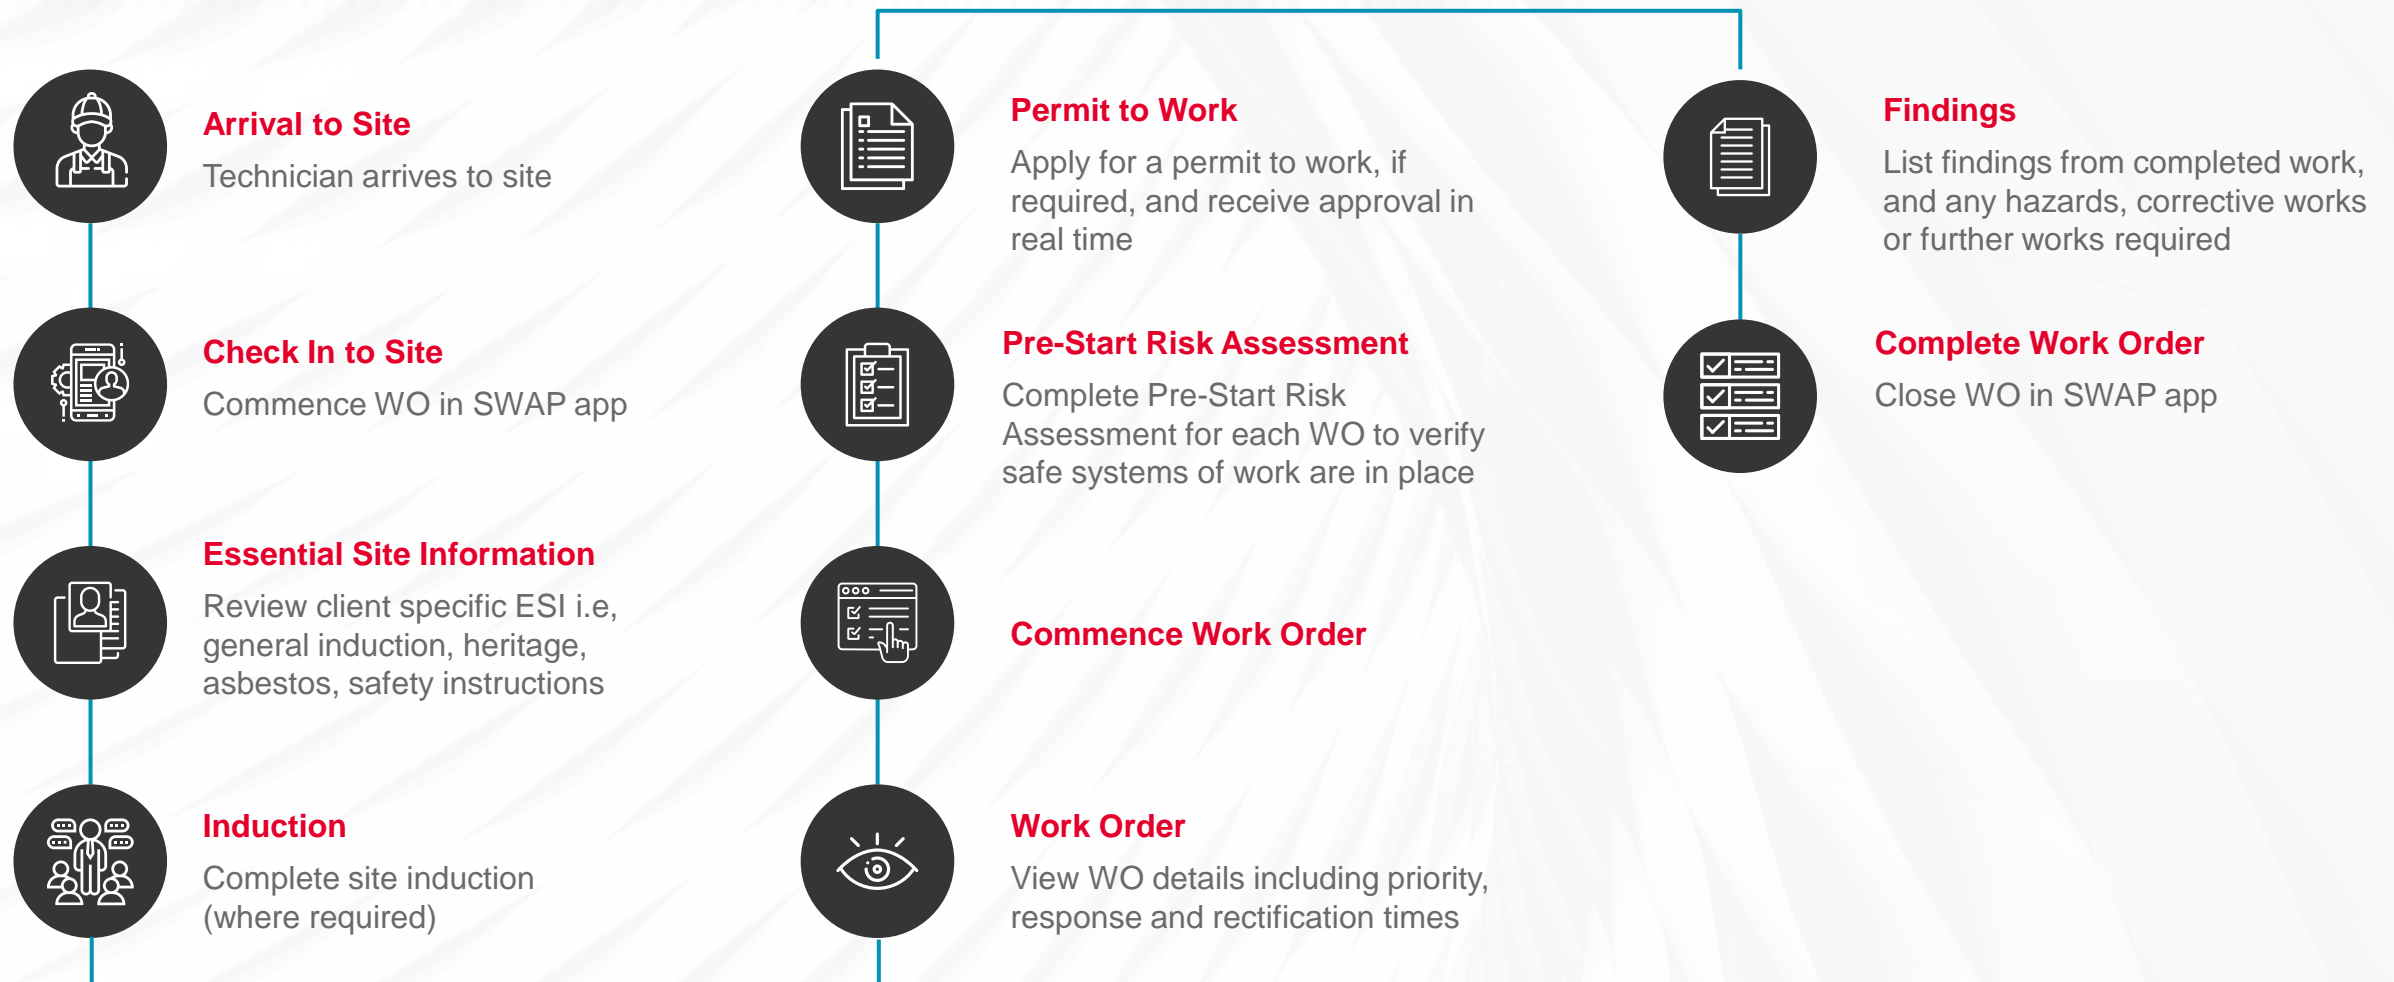 Arrival to Site
Technician arrives to site
Check In to Site
Commence WO in SWAP app
Essential Site Information
Review client specific ESI i.e,
general induction, heritage,
asbestos, safety instructions
Induction
Complete site induction
(where required)
Permit to Work
Apply for a permit to work, if
required, and receive approval in
real time
Pre-Start Risk Assessment
Complete Pre-Start Risk
Assessment for each WO to verify
safe systems of work are in place
Commence Work Order
Work Order
View WO details including priority,
response and rectification times
Findings
List findings from completed work,
and any hazards, corrective works
or further works required
Complete Work Order
Close WO in SWAP app